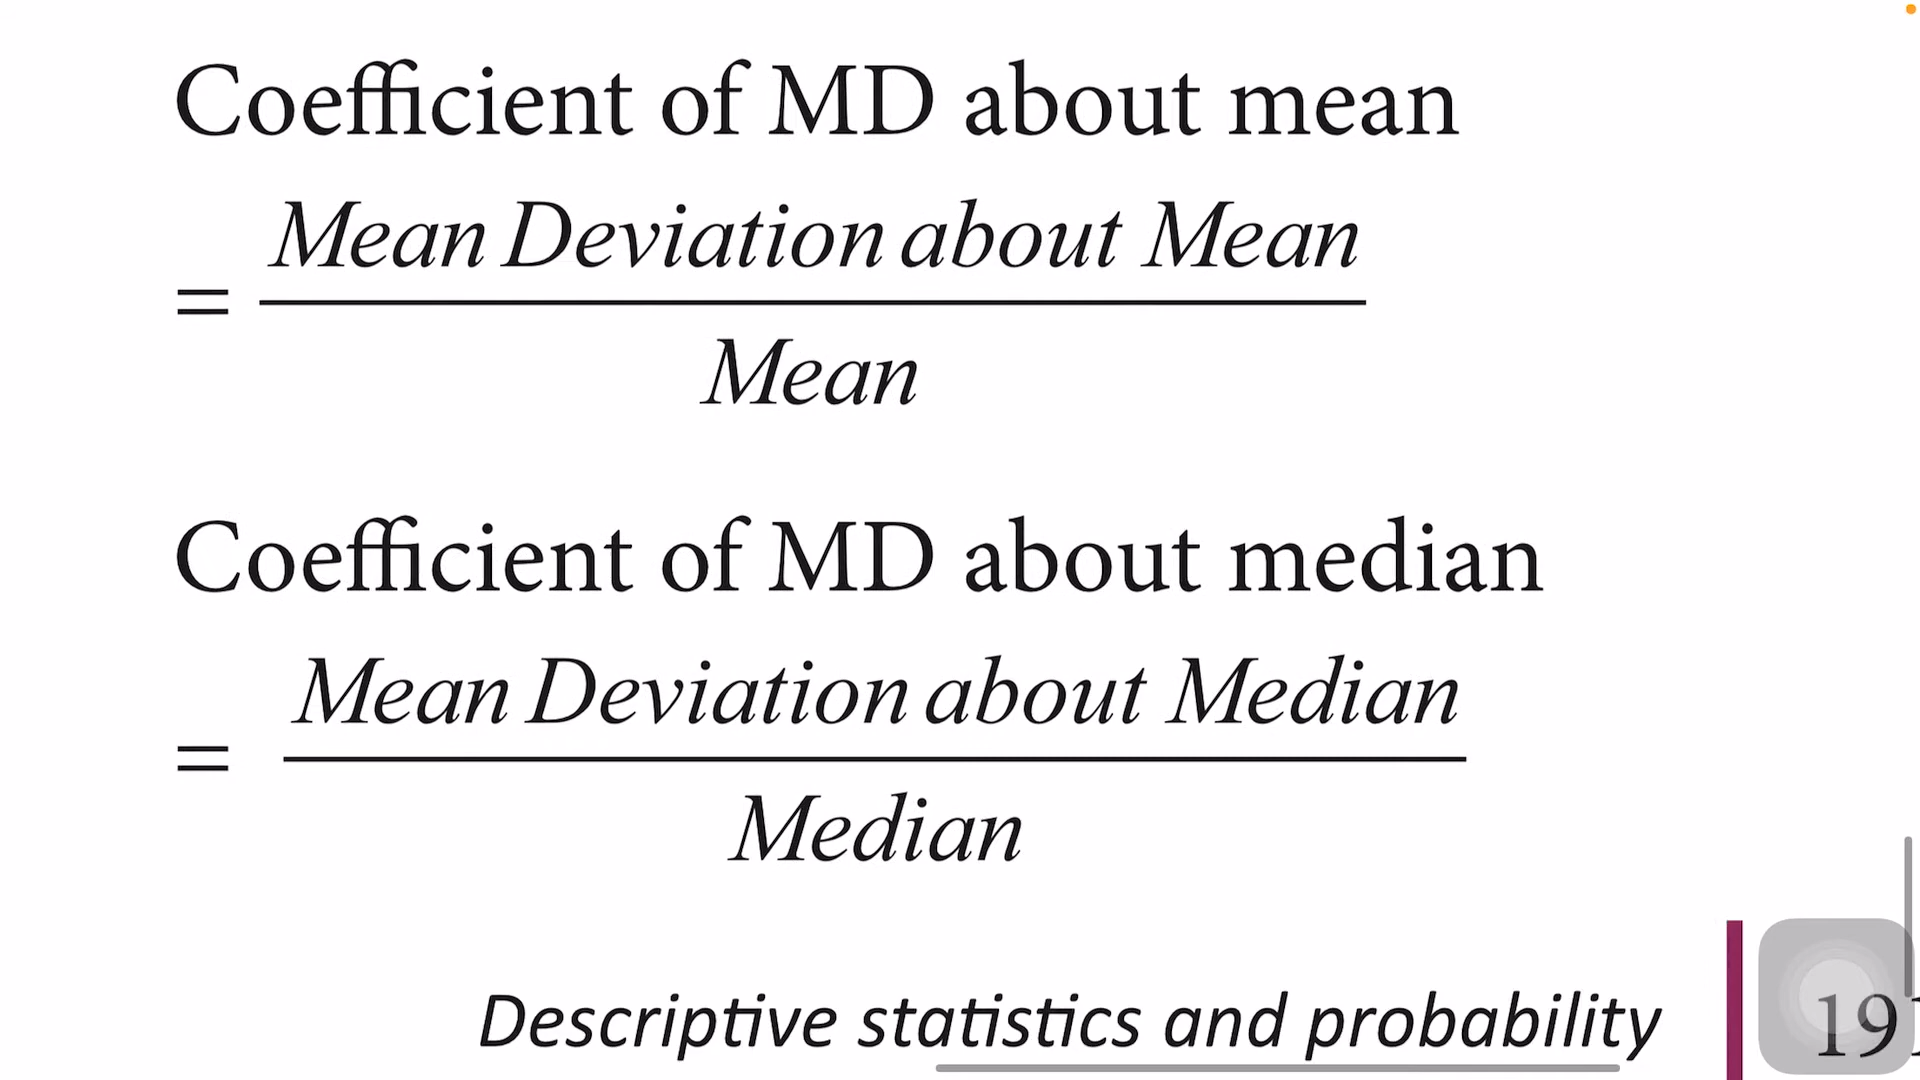 Coefficient of MD about mean
= Mean Deviation about Mean
Mean
Coefficient of MD about median
= Mean Deviation about Median
Median
Descriptive statistics and probability